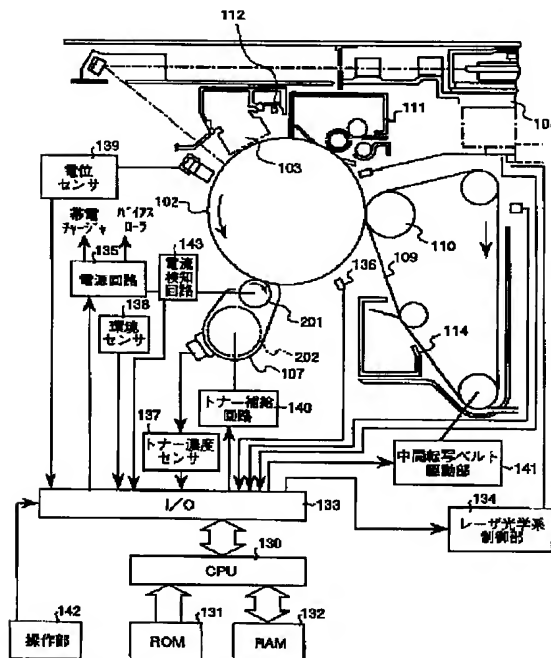 112
10
111
139
電位
センサ
103
102
帯電
チャージャ
バイアス
ローラ
110
143
135
電流
検知
回路
電源回路
136
109
138
201
環境
センサ
114
202
107
137
トナー補給
回路
140
トナー濃度
センサ
中間転写ベルト
駆動部
141
I/O
133
134
レーザ光学系
制御部
130
CPU
142
131
132
操作部
ROM
RAM